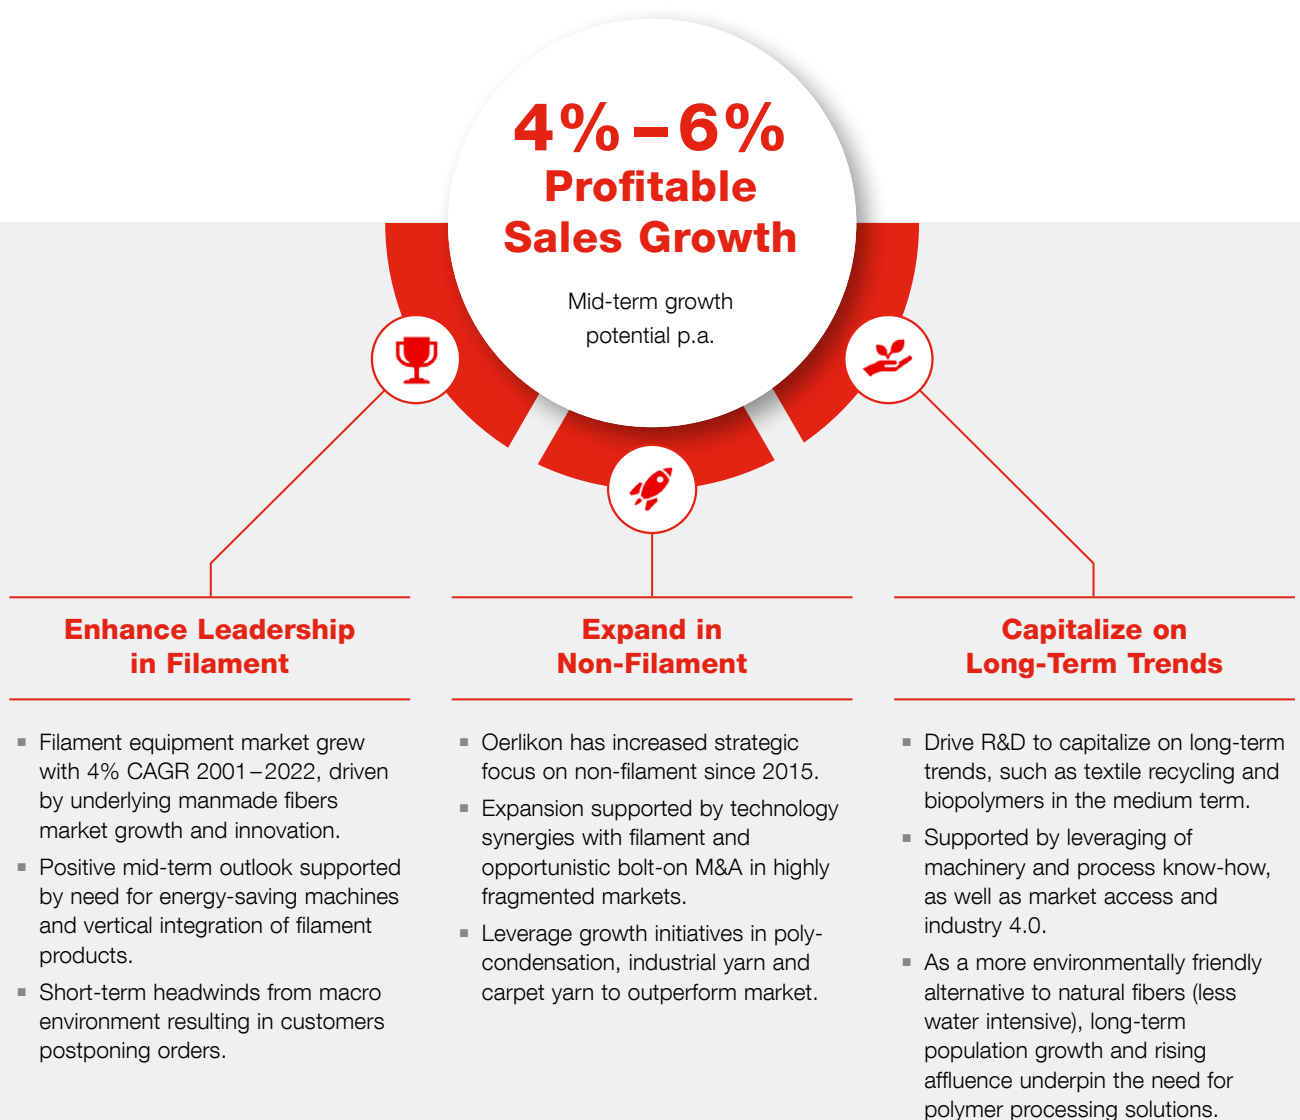 4% – 6%
Profitable
Sales Growth
Mid-term growth
potential p.a.
Enhance Leadership
in Filament
▪ Filament equipment market grew
with 4% CAGR 2001 – 2022, driven
by underlying manmade fibers
market growth and innovation.
▪ Positive mid-term outlook supported
by need for energy-saving machines
and vertical integration of filament
products.
▪ Short-term headwinds from macro
environment resulting in customers
postponing orders.
Expand in
Non-Filament
▪ Oerlikon has increased strategic
focus on non-filament since 2015.
▪ Expansion supported by technology
synergies with filament and
opportunistic bolt-on M&A in highly
fragmented markets.
▪ Leverage growth initiatives in poly-
condensation, industrial yarn and
carpet yarn to outperform market.
Capitalize on
Long-Term Trends
▪ Drive R&D to capitalize on long-term
trends, such as textile recycling and
biopolymers in the medium term.
▪ Supported by leveraging of
machinery and process know-how,
as well as market access and
industry 4.0.
▪ As a more environmentally friendly
alternative to natural fibers (less
water intensive), long-term
population growth and rising
affluence underpin the need for
polymer processing solutions.